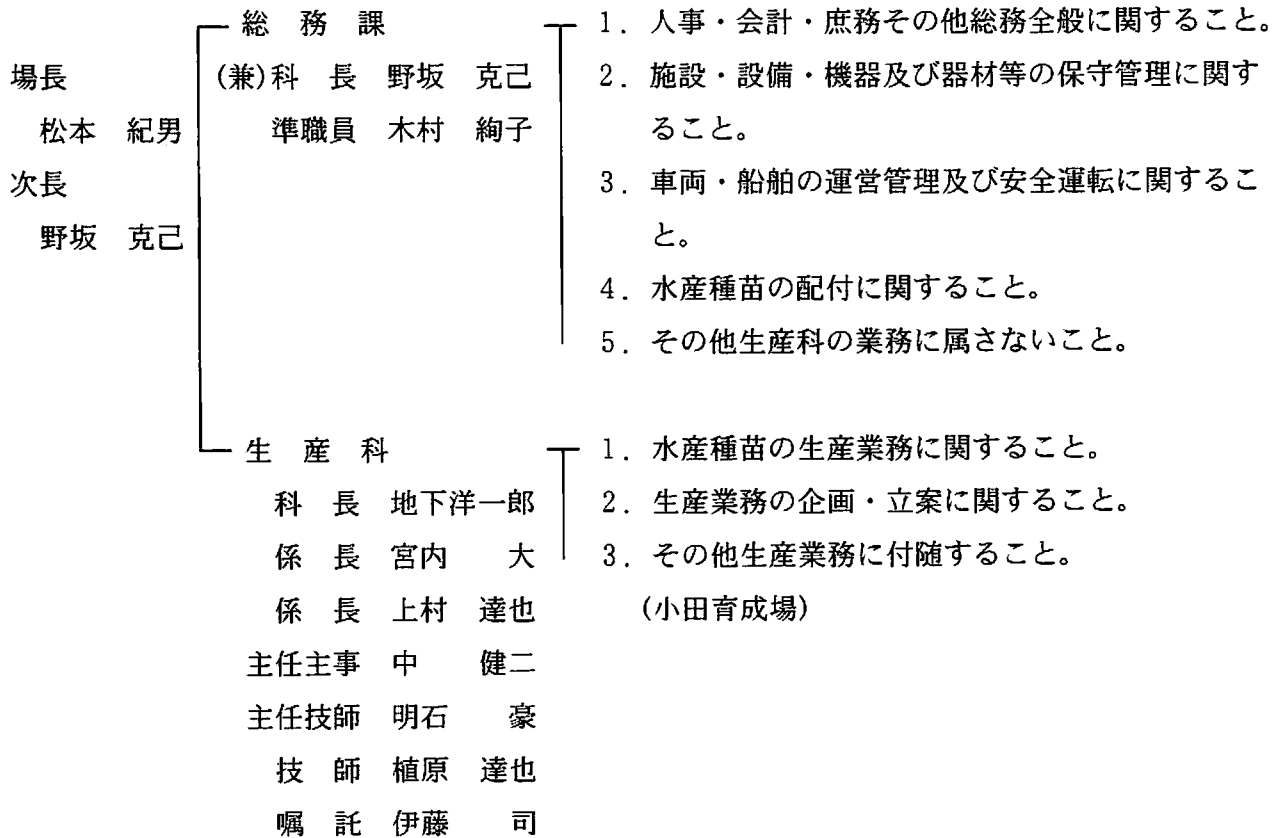 場長
松本　紀男
次長
野坂　克己
総　務　課
(兼)科　長　野坂　克己
準職員　木村　絢子
1．人事・会計・庶務その他総務全般に関すること。
2．施設・設備・機器及び器材等の保守管理に関す
ること。
3．車両・船舶の運営管理及び安全運転に関するこ
と。
4．水産種苗の配付に関すること。
5．その他生産科の業務に属さないこと。
生　産　科
科　長　地下洋一郎
係　長　宮内　　大
係　長　上村　達也
主任主事　中　　健二
主任技師　明石　　豪
技　師　植原　達也
嘱　託　伊藤　　司
1．水産種苗の生産業務に関すること。
2．生産業務の企画・立案に関すること。
3．その他生産業務に付随すること。
(小田育成場)